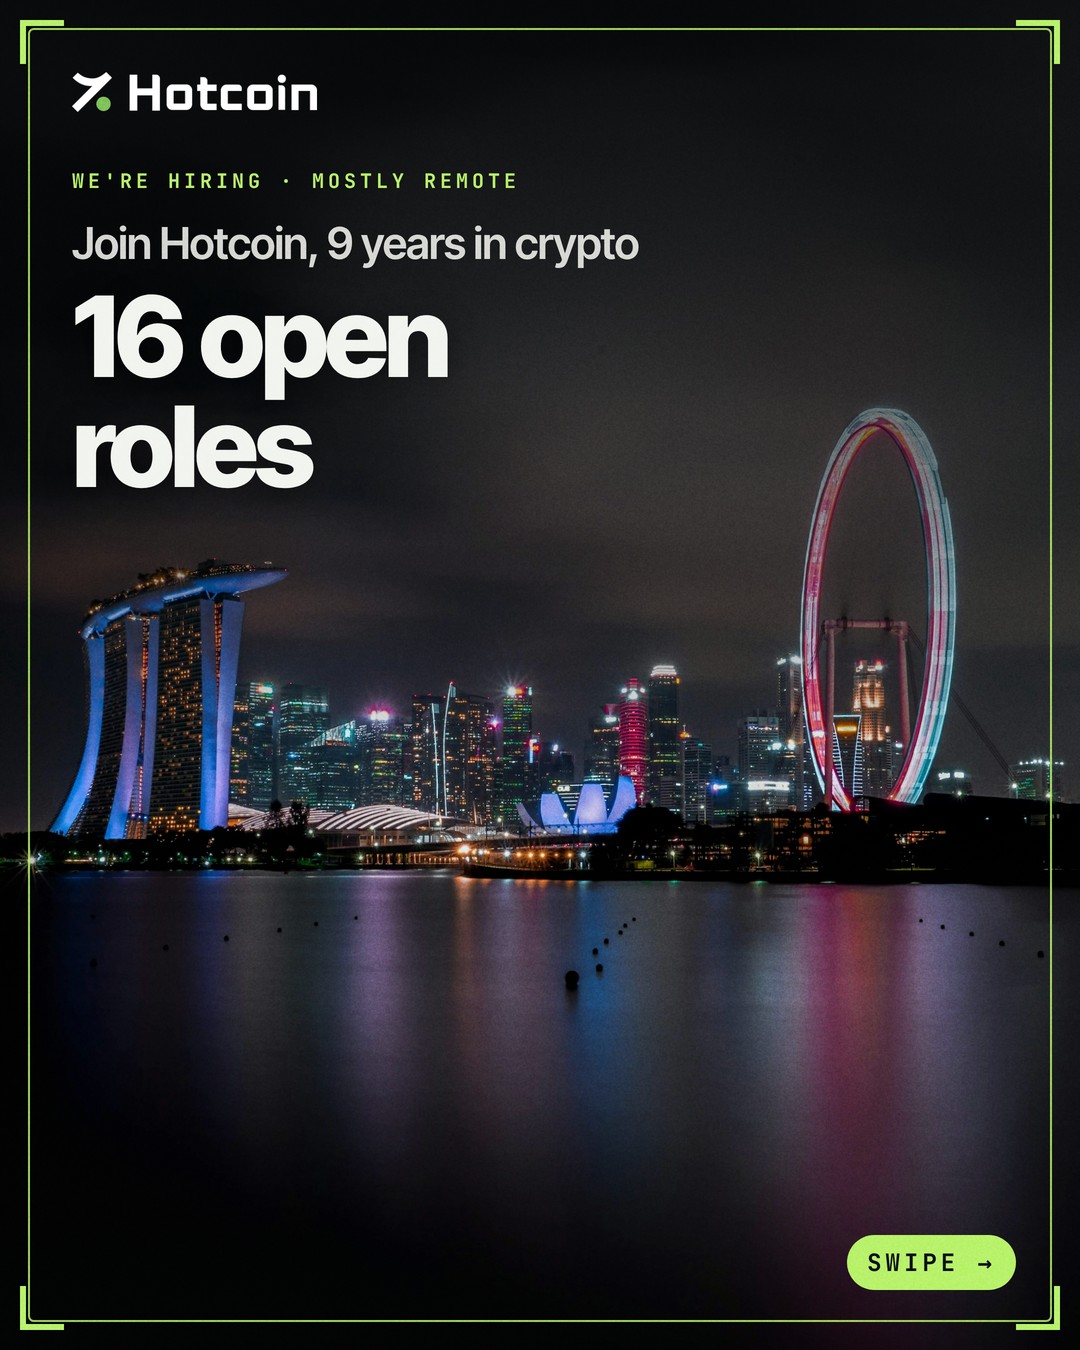 Hotcoin
WE'RE HIRING · MOSTLY REMOTE
Join Hotcoin, 9 years in crypto
16 open
roles
SWIPE →